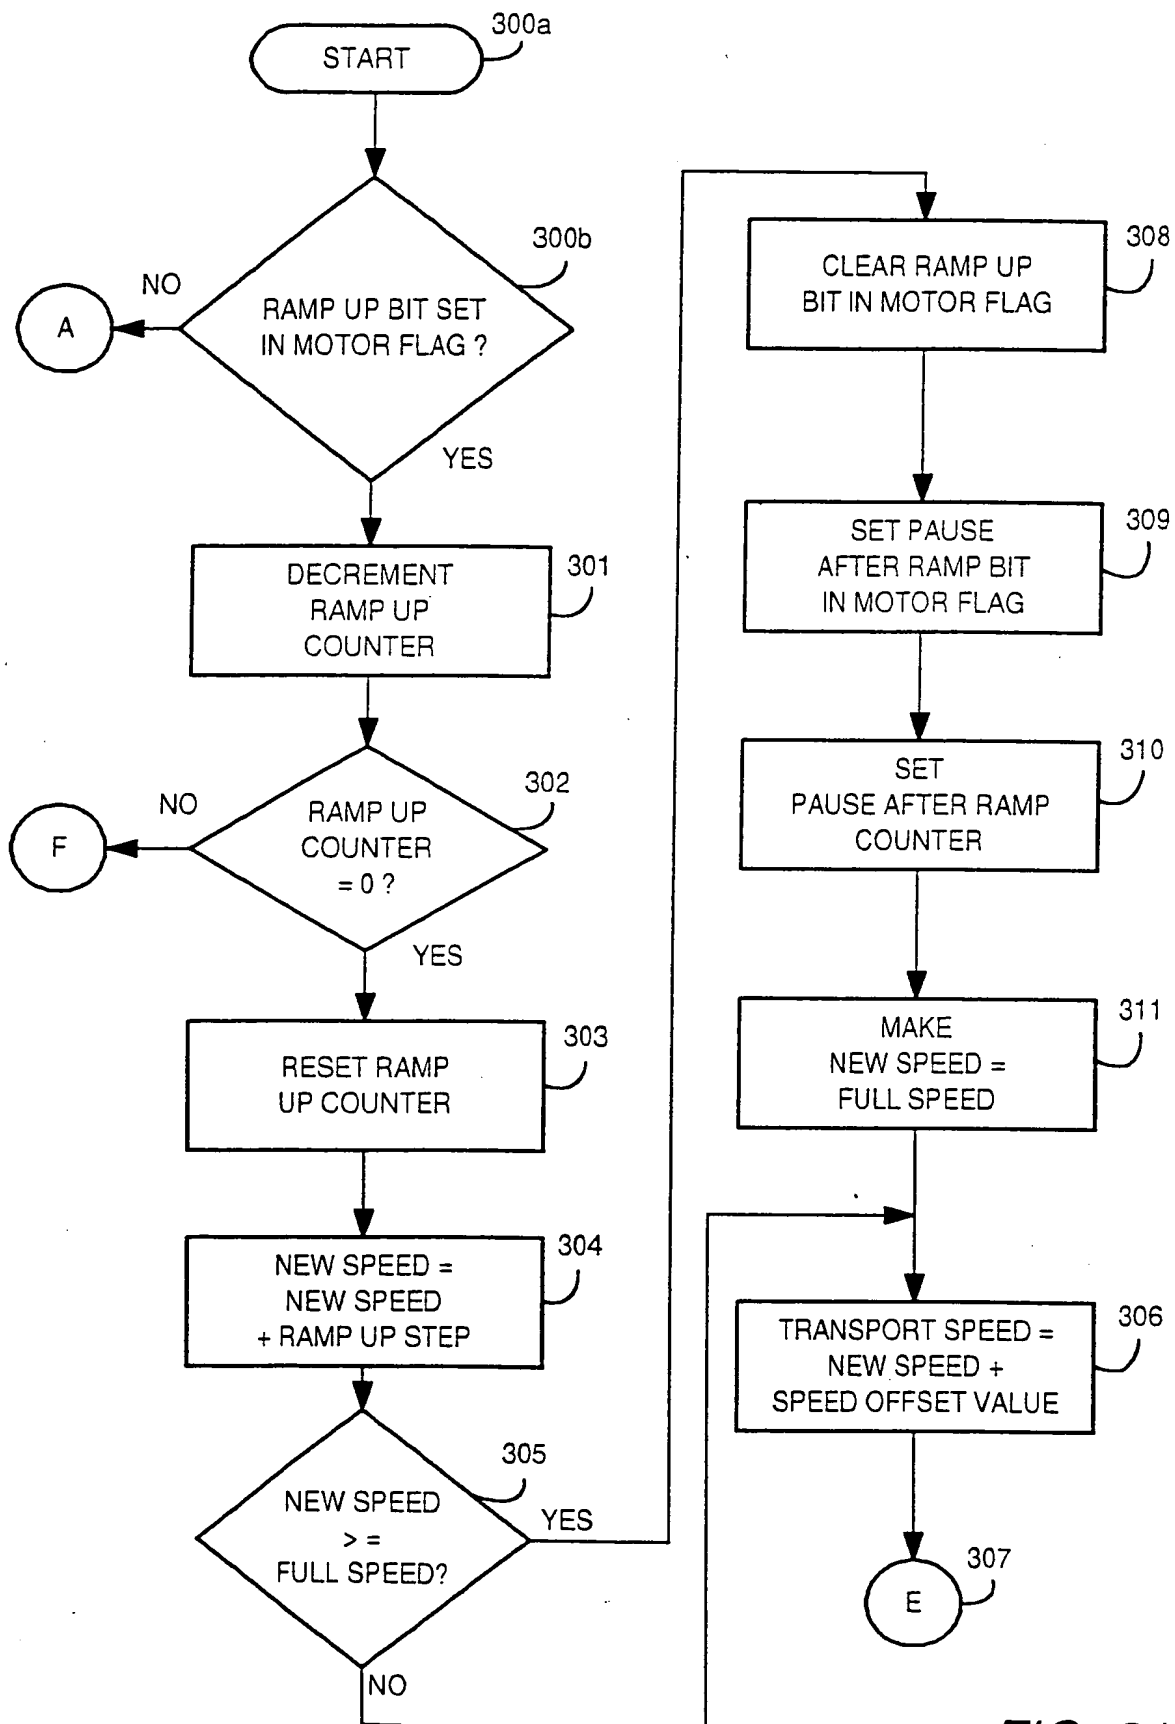 START
300a
RAMP UP BIT SET
IN MOTOR FLAG ?
300b
NO
A
YES
DECREMENT
RAMP UP
COUNTER
301
RAMP UP
COUNTER
= 0 ?
302
NO
F
YES
RESET RAMP
UP COUNTER
303
NEW SPEED =
NEW SPEED
+ RAMP UP STEP
304
NEW SPEED
> =
FULL SPEED?
305
YES
NO
CLEAR RAMP UP
BIT IN MOTOR FLAG
308
SET PAUSE
AFTER RAMP BIT
IN MOTOR FLAG
309
SET
PAUSE AFTER RAMP
COUNTER
310
MAKE
NEW SPEED =
FULL SPEED
311
TRANSPORT SPEED =
NEW SPEED +
SPEED OFFSET VALUE
306
E
307